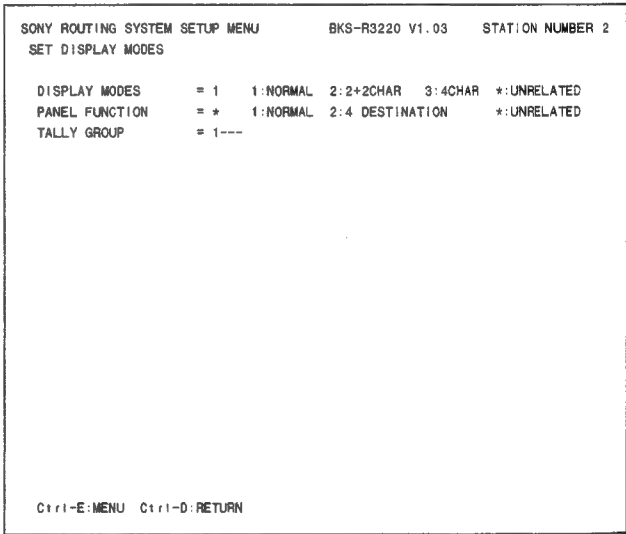 SONY ROUTING SYSTEM SETUP MENU BKS-R3220 V1.03 STATION NUMBER 2
SET DISPLAY MODES
DISPLAY MODES = 1 1:NORMAL 2:2+2CHAR 3:4CHAR *:UNRELATED
PANEL FUNCTION = * 1:NORMAL 2:4 DESTINATION *:UNRELATED
TALLY GROUP = 1---
Ctrl-E:MENU Ctrl-D:RETURN